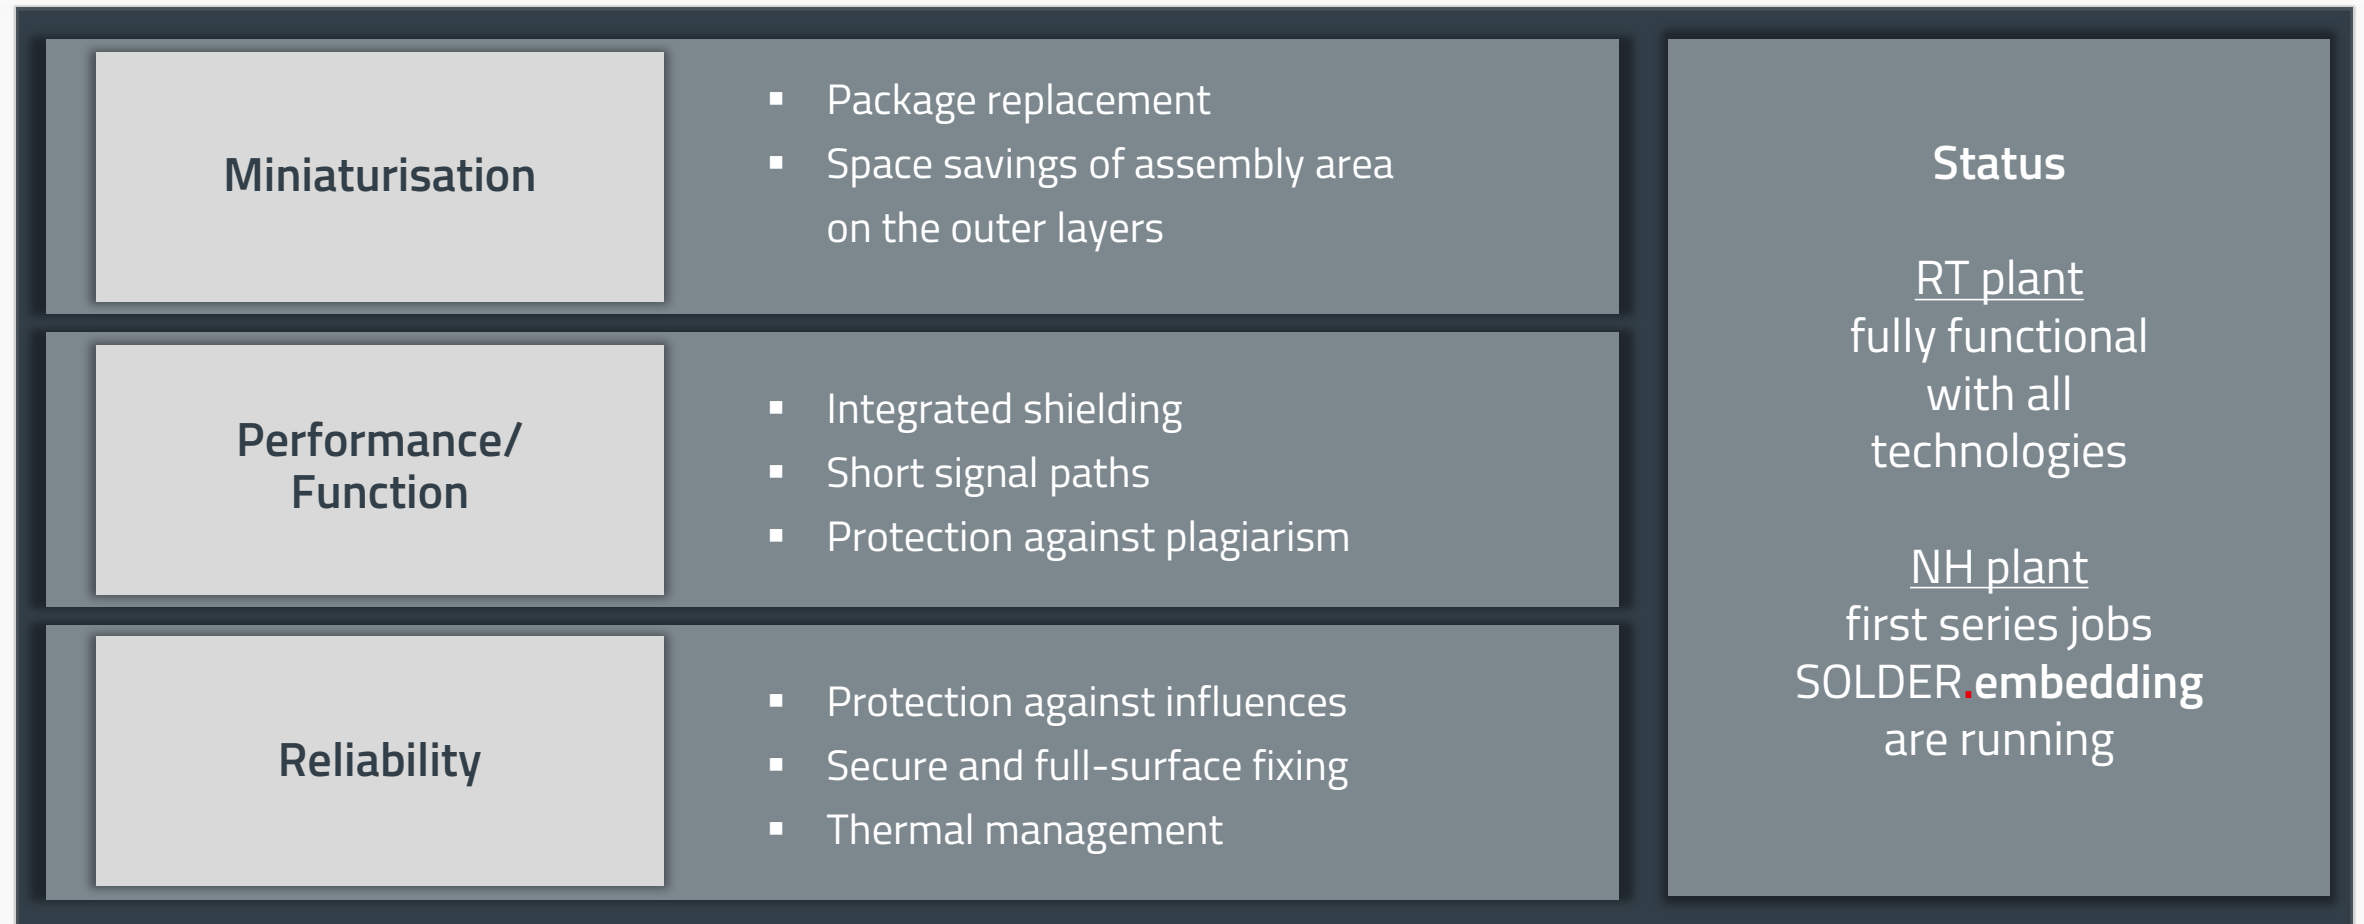 Miniaturisation
Package replacement
Space savings of assembly area
on the outer layers
Performance/
Function
Integrated shielding
Short signal paths
Protection against plagiarism
Reliability
Protection against influences
Secure and full-surface fixing
Thermal management
Status
RT plant
fully functional
with all
technologies
NH plant
first series jobs
SOLDER.embedding
are running